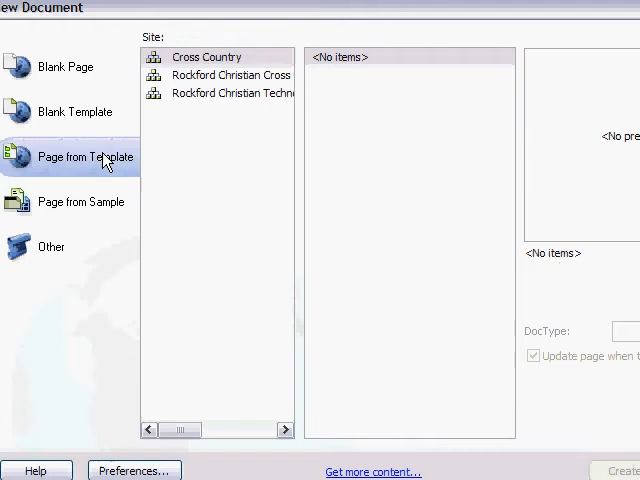 ew Document
Site:
Blank Page
Blank Template
Page from Template
Page from Sample
Other
Cross Country
Rockford Christian Cross
Rockford Christian Techno
<No items>
<No pre
<No items>
DocType:
Update page when t
Help
Preferences...
Get more content...
Create